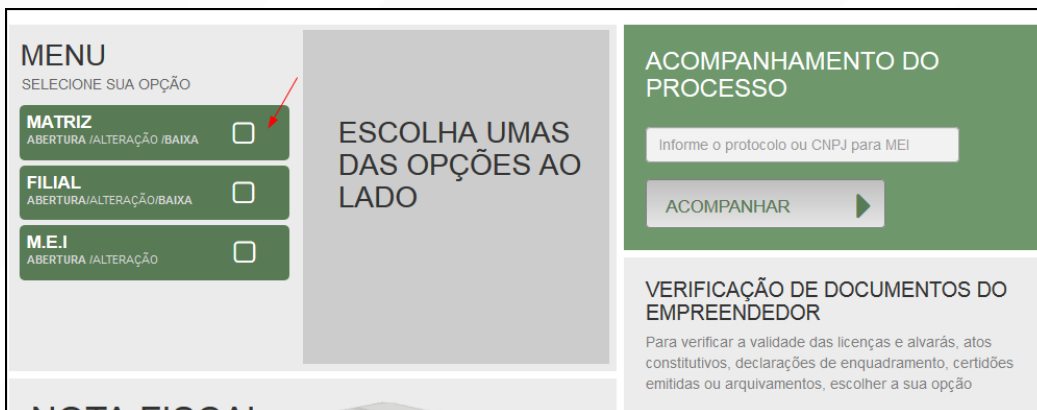 MENU
SELECIONE SUA OPÇÃO
MATRIZ
ABERTURA /ALTERAÇÃO /BAIXA
FILIAL
ABERTURA/ALTERAÇÃO/BAIXA
M.E.I
ABERTURA /ALTERAÇÃO
ESCOLHA UMAS
DAS OPÇÕES AO
LADO
ACOMPANHAMENTO DO
PROCESSO
Informe o protocolo ou CNPJ para MEI
ACOMPANHAR
VERIFICAÇÃO DE DOCUMENTOS DO
EMPREENDEDOR
Para verificar a validade das licenças e alvarás, atos
constitutivos, declarações de enquadramento, certidões
emitidas ou arquivamentos, escolher a sua opção
NOTA FISCAL